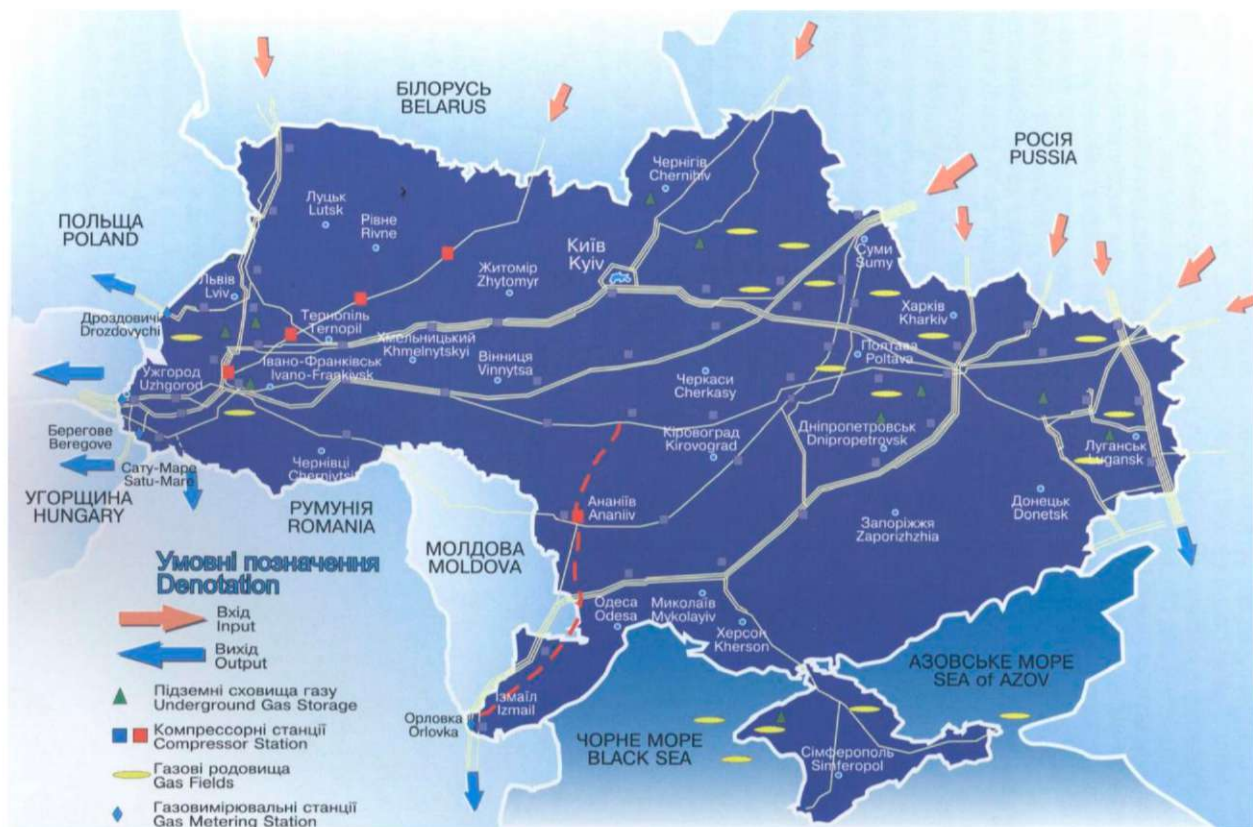 БІЛОРУСЬ
BELARUS
РОСІЯ
PUSSIA
Чернігів
Chernihiv
Луцьк
Lutsk
Рівне
Rivne
ПОЛЬЩА
POLAND
Київ
Kyiv
Суми
Sumy
Житомір
Zhytomyr
Львів
Lviv
Харків
Kharkiv
Дроздовичі
Drozdovychi
Тернопіль
Ternopil
Хмельницький
Khmelnytskyi
Полтава
Poltava
Вінниця
Vinnytsa
Івано-Франківськ
Ivano-Frankivsk
Ужгород
Uzhgorod
Черкаси
Cherkasy
Берегове
Beregove
Кіровоград
Kirovograd
Дніпропетровськ
Dnipropetrovsk
Луганськ
Lugansk
Чернівці
Chernivtsi
Сату-Маре
Satu-Mare
УГОРЩИНА
HUNGARY
РУМУНІЯ
ROMANIA
Ананіїв
Ananiiv
Донецьк
Donetsk
Запоріжжя
Zaporizhzhia
МОЛДОВА
MOLDOVA
Одеса
Odesa
Миколаїв
Mykolayiv
Херсон
Kherson
АЗОВСЬКЕ МОРЕ
SEA of AZOV
Ізмаїл
Izmail
Орловка
Orlovka
ЧОРНЕ МОРЕ
BLACK SEA
Сімферополь
Simferopol
Умовні позначення
Denotation
Вхід
Input
Вихід
Output
Підземні сховища газу
Underground Gas Storage
Компрессорні станції
Compressor Station
Газові родовища
Gas Fields
Газовимірювальні станції
Gas Metering Station